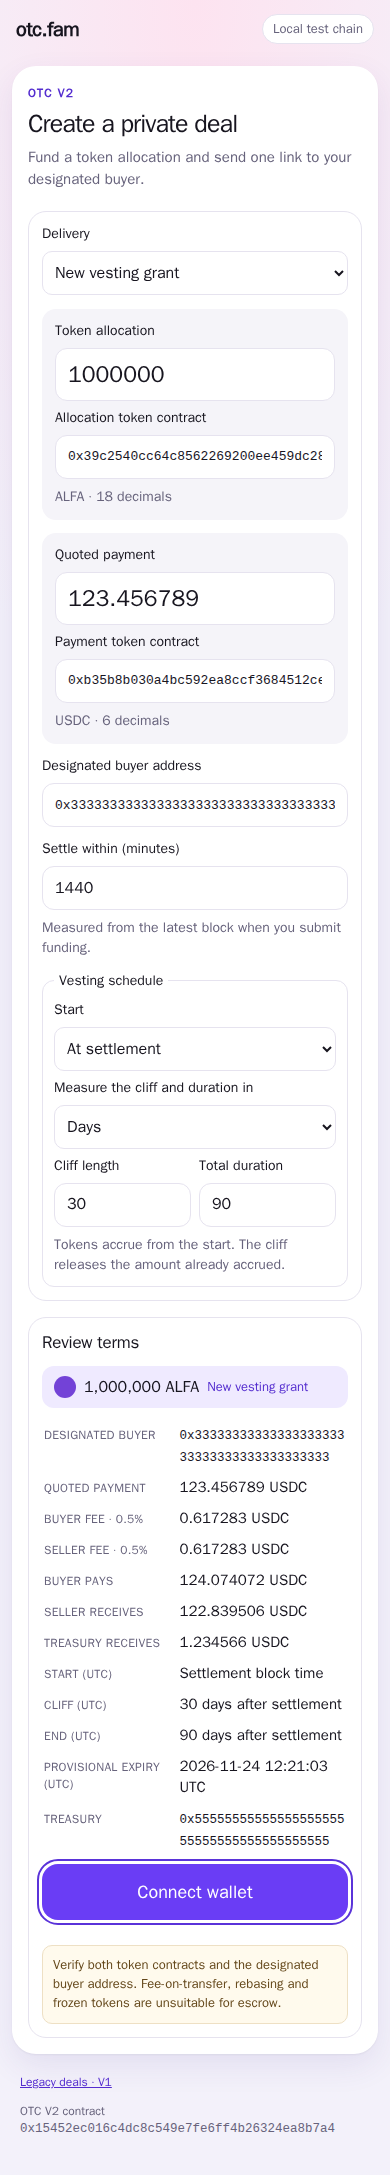 otc.fam
Local test chain
OTC V2
Create a private deal
Fund a token allocation and send one link to your
designated buyer.
Delivery
New vesting grant
Token allocation
1000000
Allocation token contract
0x39c2540cc64c8562269200ee459dc28
ALFA · 18 decimals
Quoted payment
123.456789
Payment token contract
0xb35b8b030a4bc592ea8ccf3684512ce
USDC · 6 decimals
Designated buyer address
0x3333333333333333333333333333333333
Settle within (minutes)
1440
Measured from the latest block when you submit
funding.
Vesting schedule
Start
At settlement
Measure the cliff and duration in
Days
Cliff length
Total duration
30
90
Tokens accrue from the start. The cliff
releases the amount already accrued.
Review terms
1,000,000 ALFA New vesting grant
DESIGNATED BUYER 0x33333333333333333333
33333333333333333333
QUOTED PAYMENT 123.456789 USDC
BUYER FEE · 0.5% 0.617283 USDC
SELLER FEE · 0.5% 0.617283 USDC
BUYER PAYS 124.074072 USDC
SELLER RECEIVES 122.839506 USDC
TREASURY RECEIVES 1.234566 USDC
START (UTC) Settlement block time
CLIFF (UTC) 30 days after settlement
END (UTC) 90 days after settlement
PROVISIONAL EXPIRY (UTC) 2026-11-24 12:21:03
UTC
TREASURY 0x55555555555555555555
55555555555555555555
Connect wallet
Verify both token contracts and the designated
buyer address. Fee-on-transfer, rebasing and
frozen tokens are unsuitable for escrow.
Legacy deals · V1
OTC V2 contract
0x15452ec016c4dc8c549e7fe6ff4b26324ea8b7a4